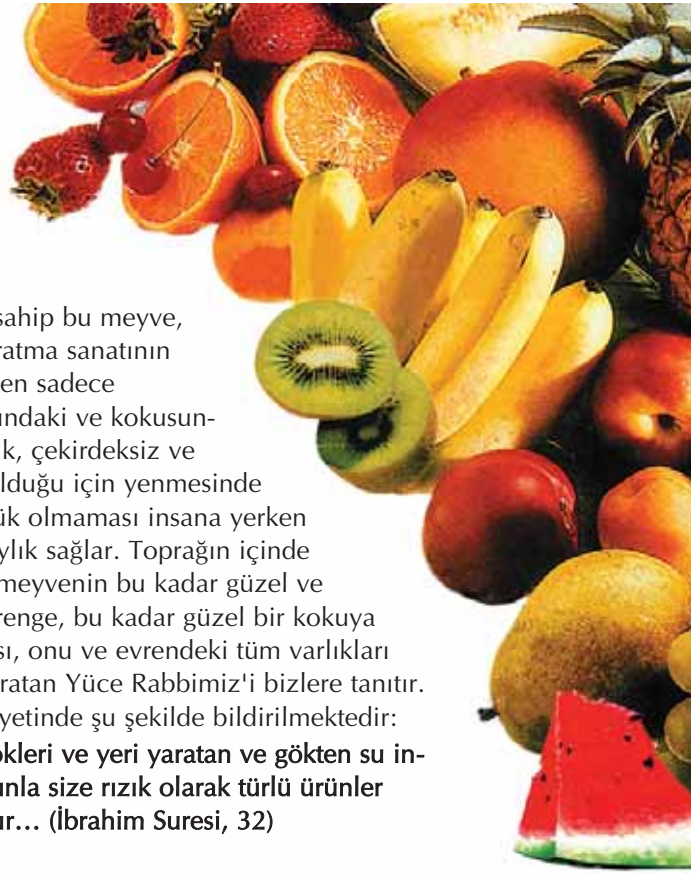 sahip bu meyve,
ratma sanatının
en sadece
ındaki ve kokusun-
k, çekirdeksiz ve
lduğu için yenmesinde
ük olmaması insana yerken
ylık sağlar. Toprağın içinde
meyvenin bu kadar güzel ve
renge, bu kadar güzel bir kokuya
sı, onu ve evrendeki tüm varlıkları
ratan Yüce Rabbimiz'i bizlere tanıtır.
yetinde şu şekilde bildirilmektedir:
kleri ve yeri yaratan ve gökten su in-
unla size rızık olarak türlü ürünler
ır... (İbrahim Suresi, 32)